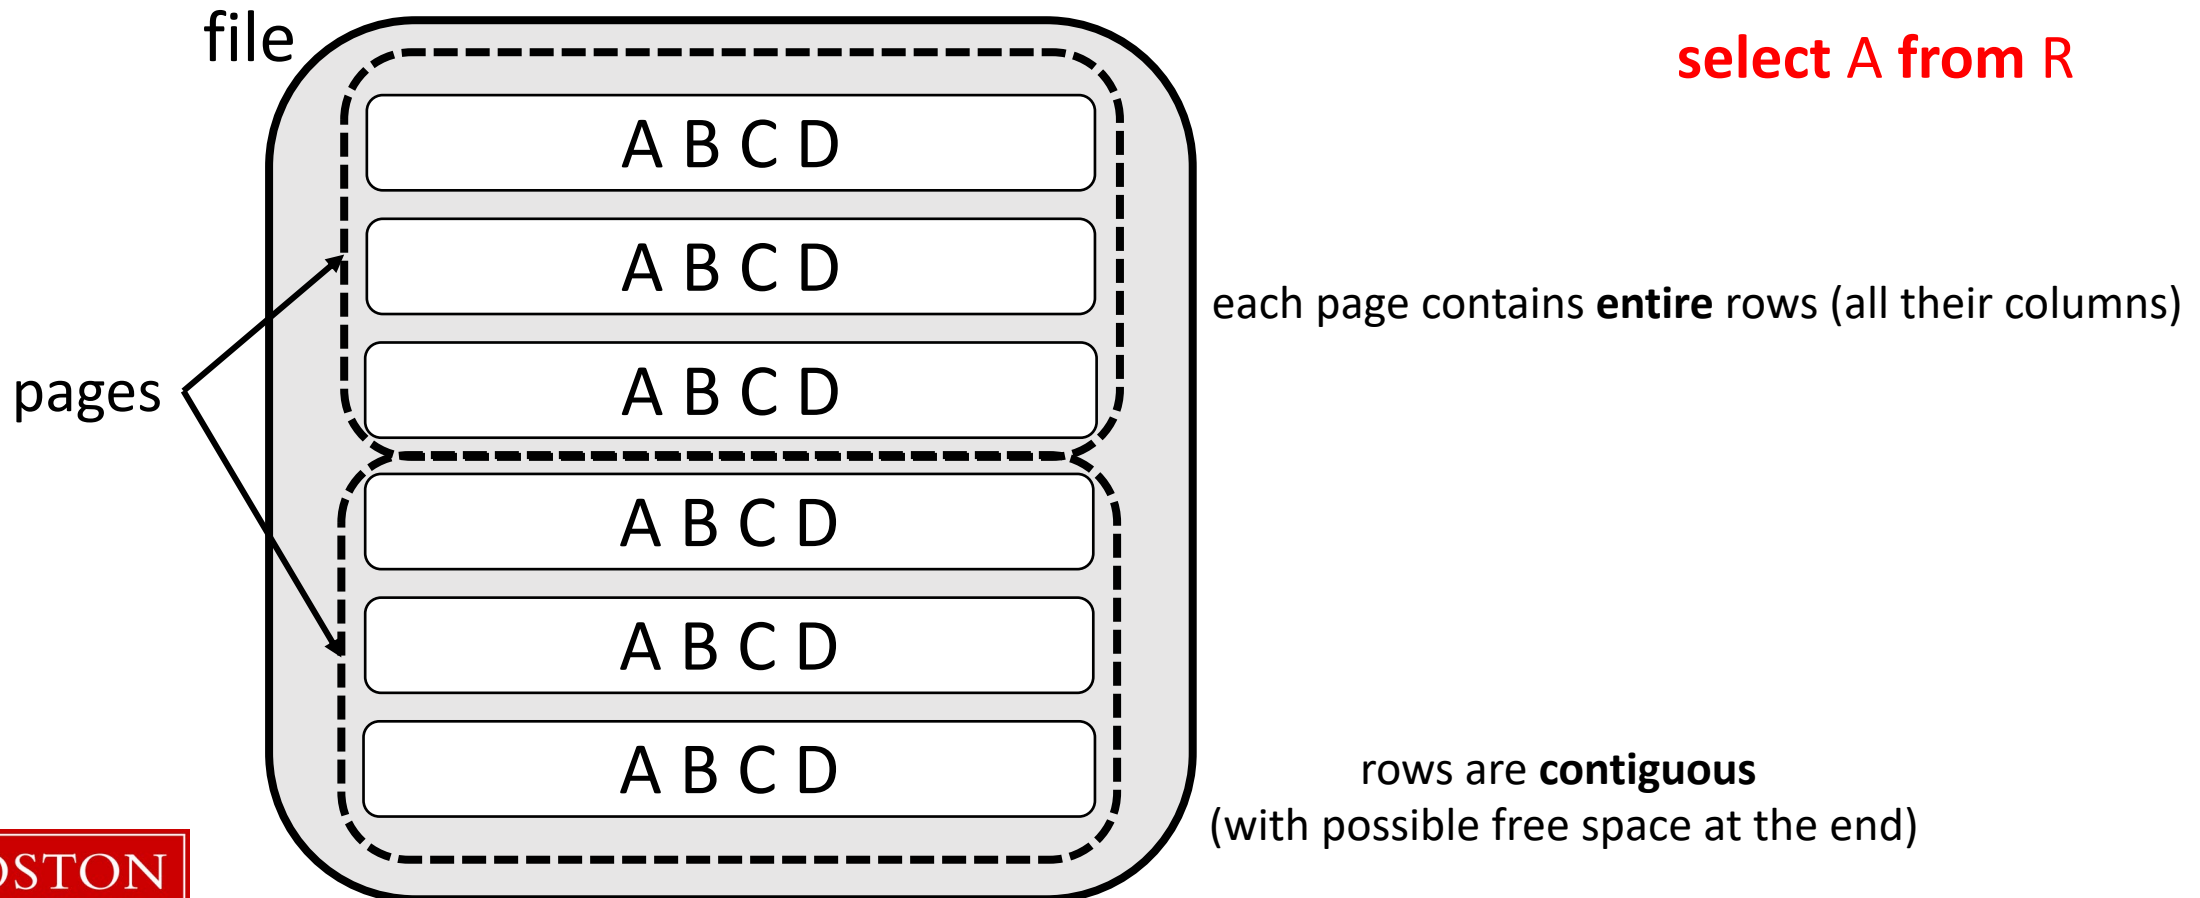 file
select A from R
A B C D
A B C D
each page contains entire rows (all their columns)
A B C D
pages
A B C D
A B C D
A B C D
rows are contiguous
(with possible free space at the end)